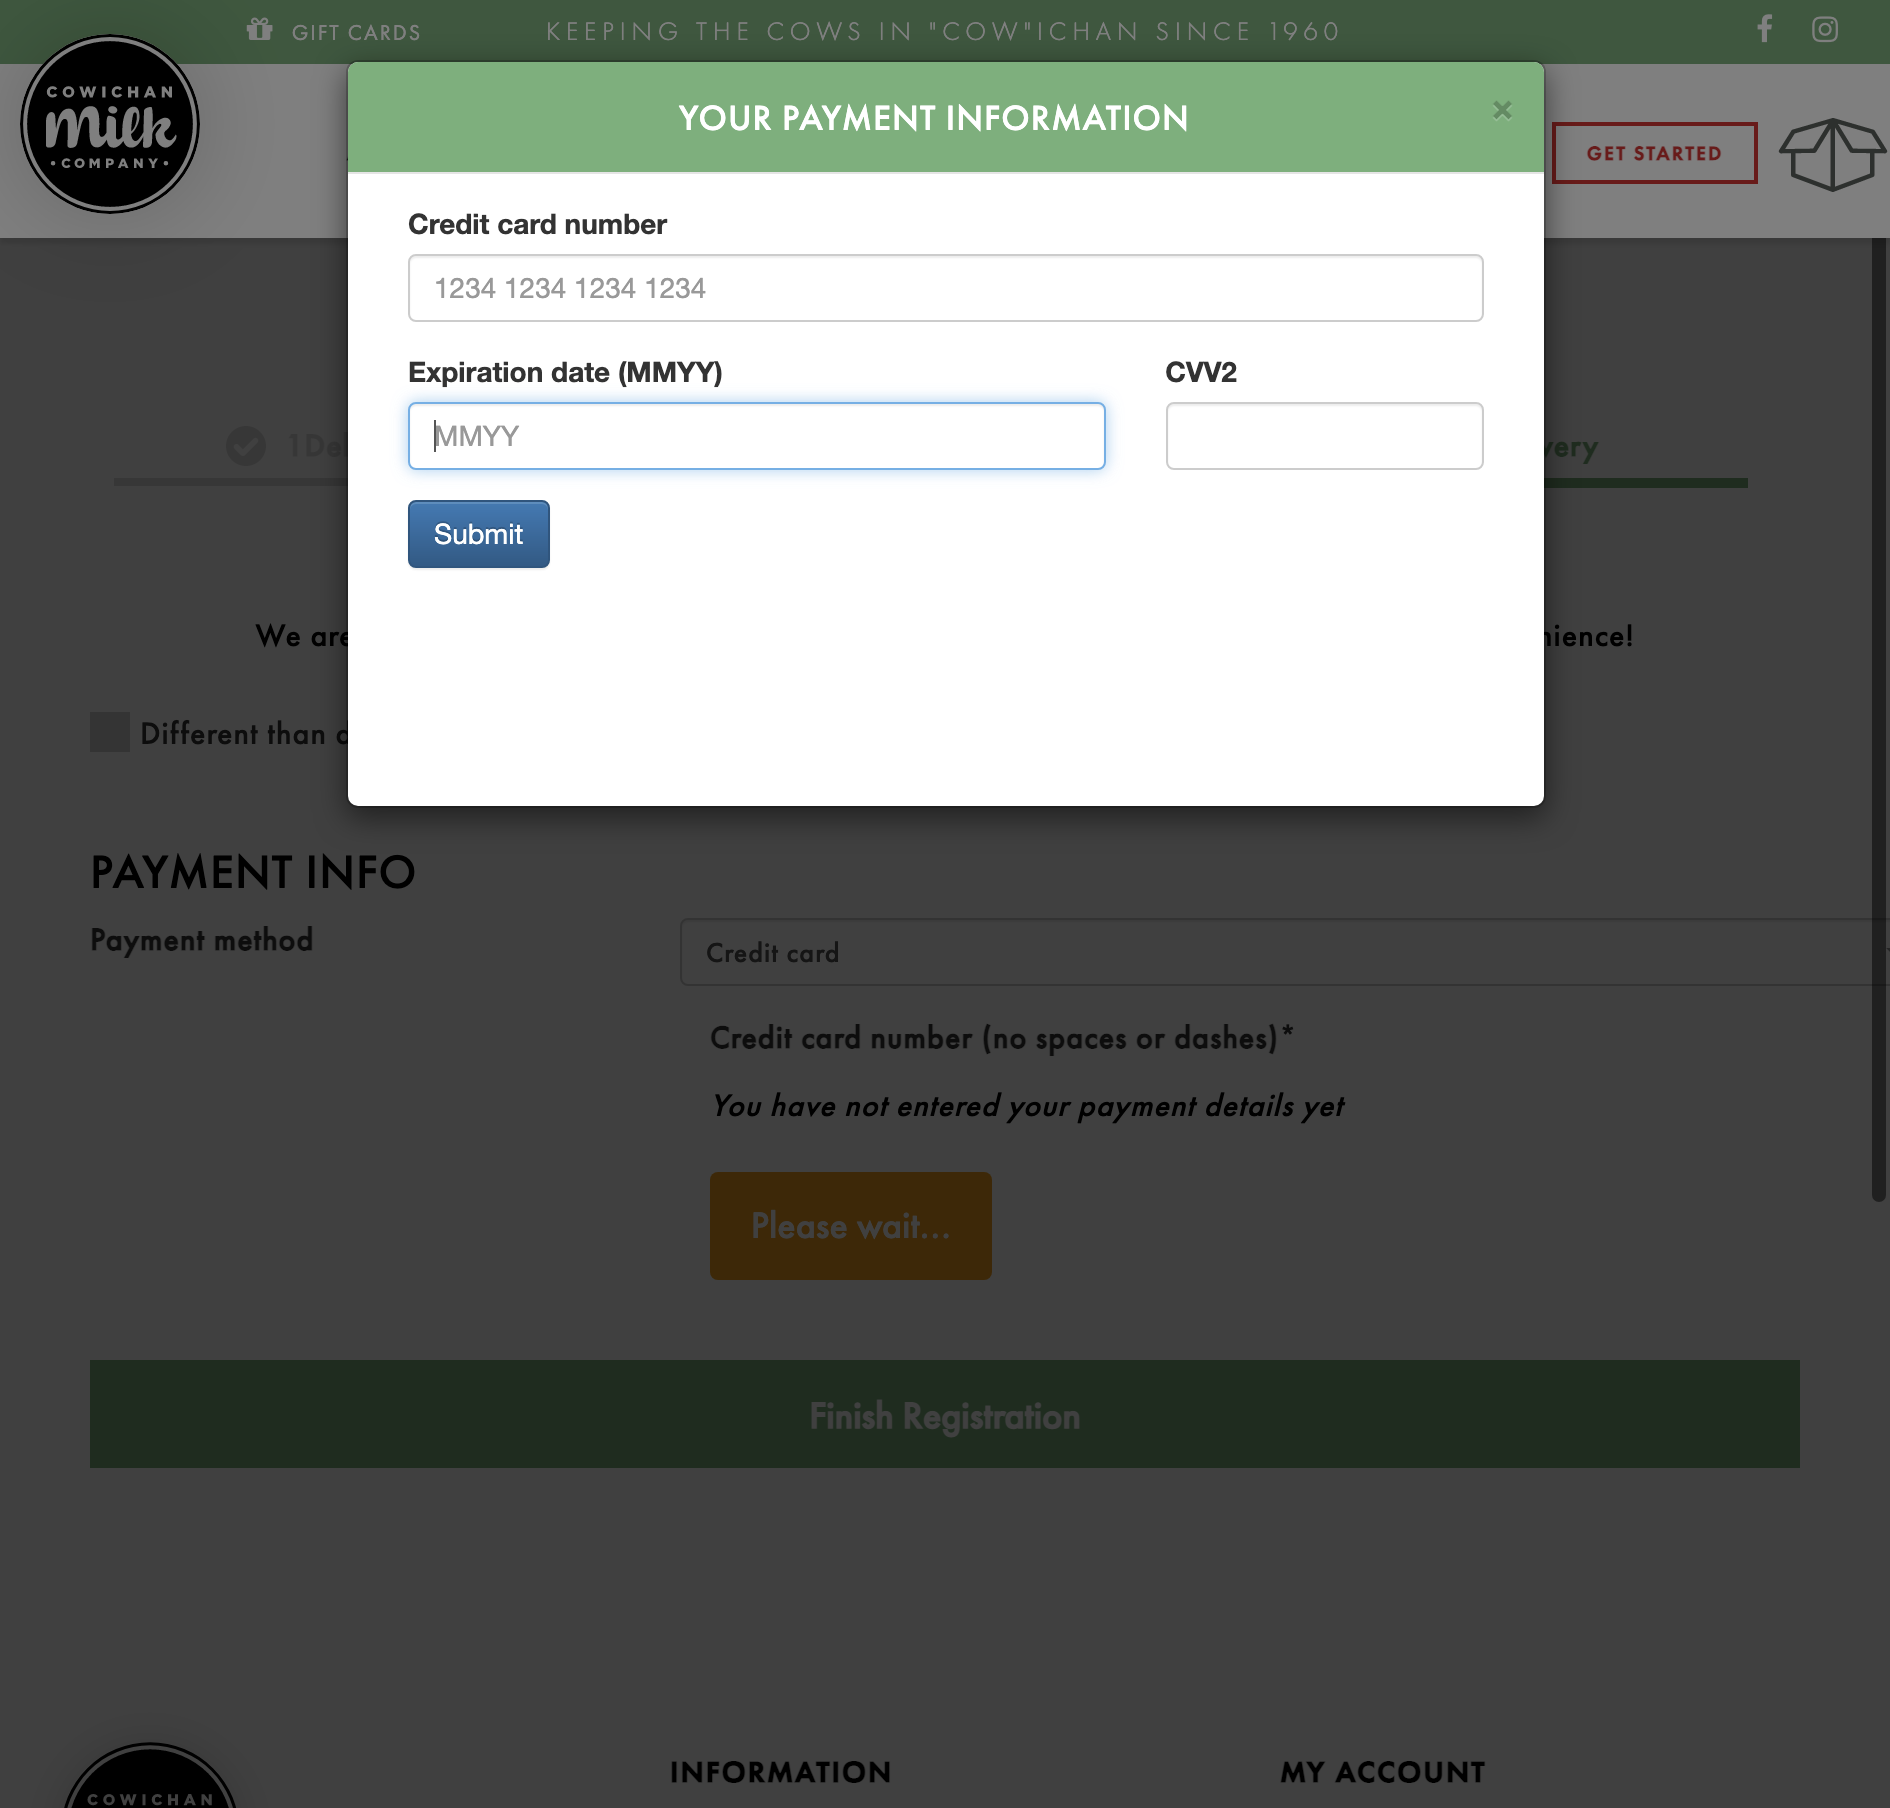 GIFT CARDS
KEEPING THE COWS IN "COW"ICHAN SINCE 1960
COWICHAN
milk
•COMPANY•
YOUR PAYMENT INFORMATION
×
GET STARTED
Credit card number
1234 1234 1234 1234
Expiration date (MMYY)
CVV2
MMYY
1Del
very
Submit
We are
nience!
Different than d
PAYMENT INFO
Payment method
Credit card
Credit card number (no spaces or dashes)*
You have not entered your payment details yet
Please wait...
Finish Registration
INFORMATION
MY ACCOUNT
COWICHAN